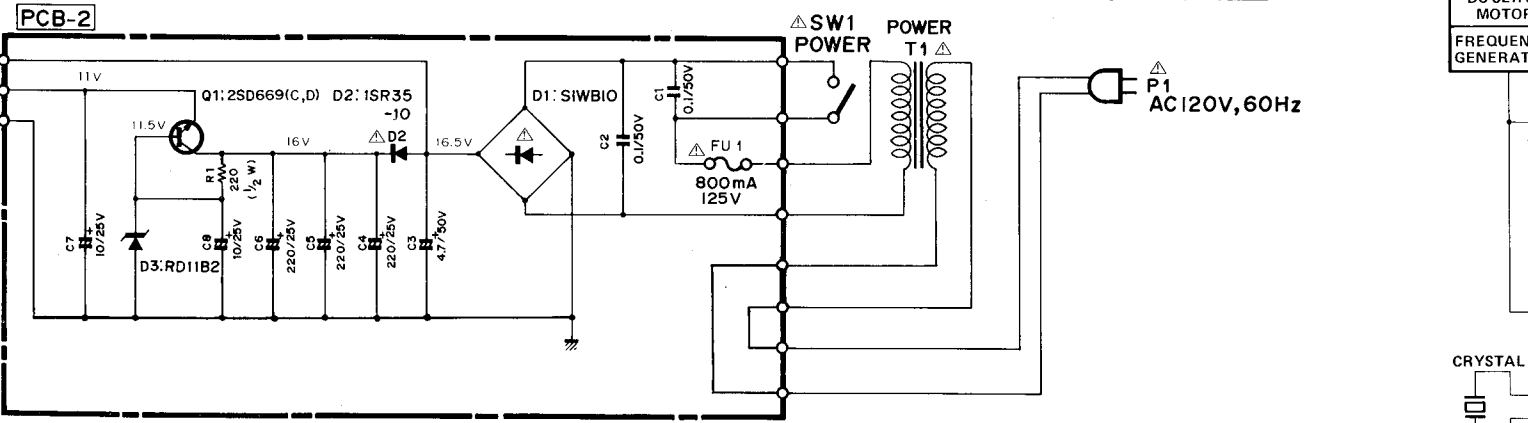 PCB-2
⚠ SW1
POWER
POWER
T1 ⚠
⚠
P1
AC120V, 60Hz
MOTOR
FREQUEN
GENERAT
11V
Q1:2SD669(C,D)
D2:1SR35
-10
D1:S1WB10
C1
0.1/50V
C2
0.1/50V
11.5V
16V
⚠ D2
16.5V
⚠
⚠ FU 1
800mA
125V
R1
220
(½ W)
C7
10/25V
+
D3:RD11B2
C8
10/25V
+
C6
220/25V
+
C5
220/25V
+
C4
220/25V
+
C3
4.7/50V
+
CRYSTAL